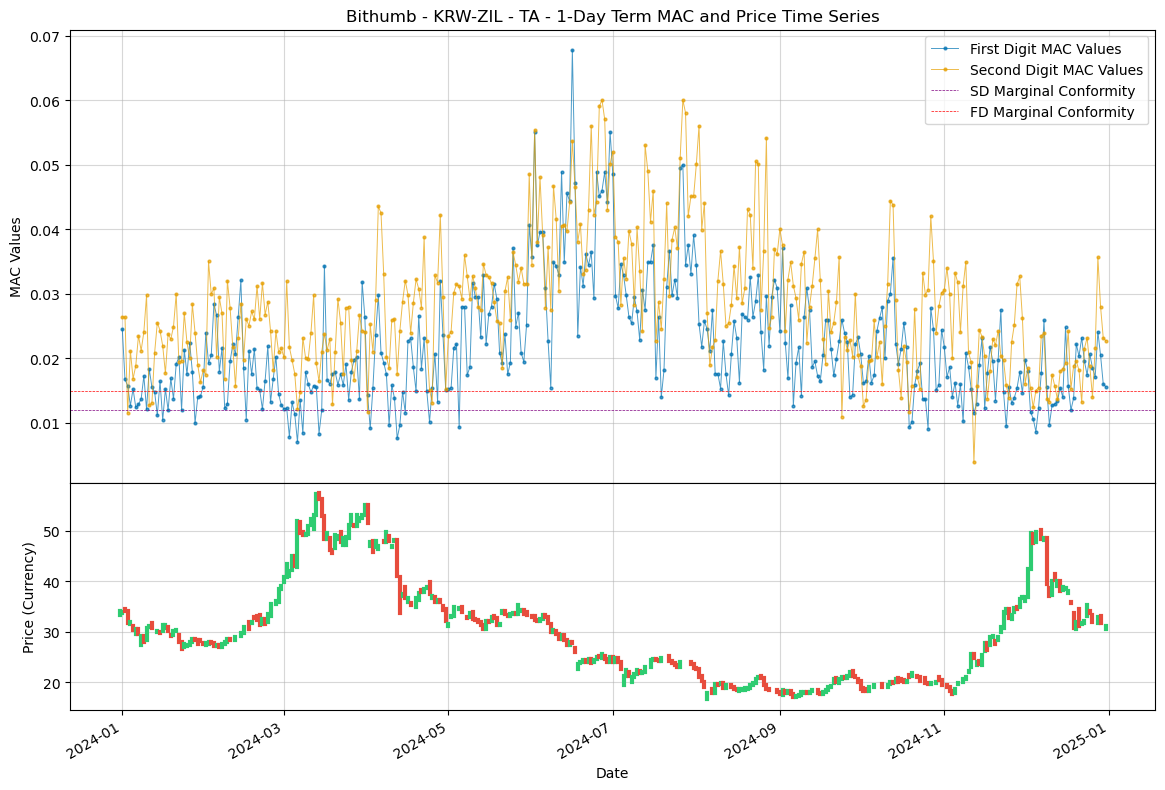 Bithumb - KRW-ZIL - TA - 1-Day Term MAC and Price Time Series
First Digit MAC Values
Second Digit MAC Values
SD Marginal Conformity
FD Marginal Conformity
MAC Values
0.07
0.06
0.05
0.04
0.03
0.02
0.01
Price (Currency)
50
40
30
20
2024-01
2024-03
2024-05
2024-07
2024-09
2024-11
2025-01
Date